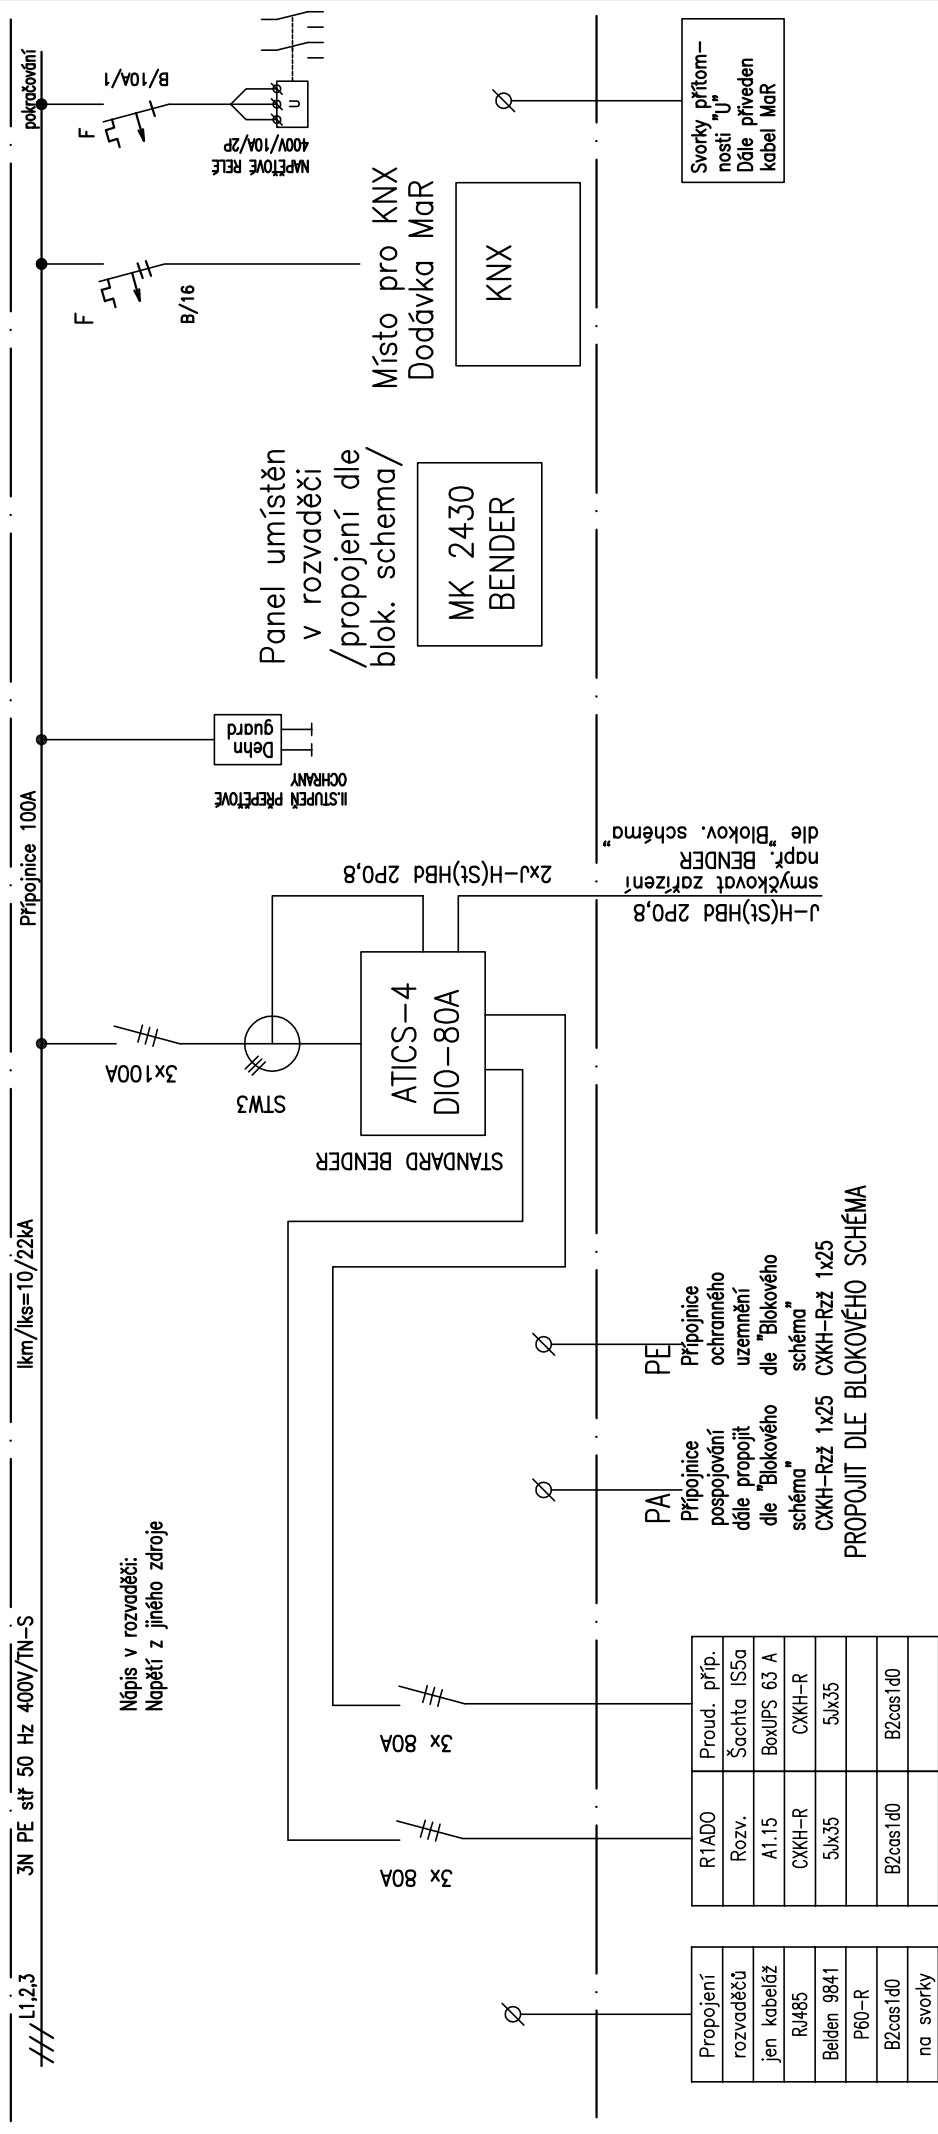 L1,2,3
3N PE stř 50 Hz 400V/TN-S
Ikm/Iks=10/22kA
Přípojnice 100A
pokračování
Nápis v rozvaděči:
Napětí z jiného zdroje
3x 80A
3x 80A
3x100A
STW3
STANDARD BENDER
ATICS-4
DIO-80A
2xJ-H(St)HBd 2P0,8
J-H(St)HBd 2P0,8
smyčkovat zařízení
např. BENDER
dle "Blokov. schéma"
II.STUPEŇ PŘEPĚŤOVÉ
OCHRANY
Dehn
guard
Panel umístěn
v rozvaděči
/propojení dle
blok. schema/
MK 2430
BENDER
F
B/16
Místo pro KNX
Dodávka MaR
KNX
F
B/10A/1
NAPĚŤOVÉ RELÉ
400V/10A/2P
U
Svorky přítom-
nosti "U"
Dále přiveden
kabel MaR
PA
Přípojnice
pospojování
dále propojit
dle "Blokového
schéma"
CXKH-Rzž 1x25
PE
Přípojnice
ochranného
uzemnění
dle "Blokového
schéma"
CXKH-Rzž 1x25
PROPOJIT DLE BLOKOVÉHO SCHÉMA
Propojení
rozvaděčů
jen kabeláž
RJ485
Belden 9841
P60-R
B2cas1d0
na svorky
R1ADO
Rozv.
A1.15
CXKH-R
5Jx35
B2cas1d0
Proud. příp.
Šachta IS5a
BoxUPS 63 A
CXKH-R
5Jx35
B2cas1d0